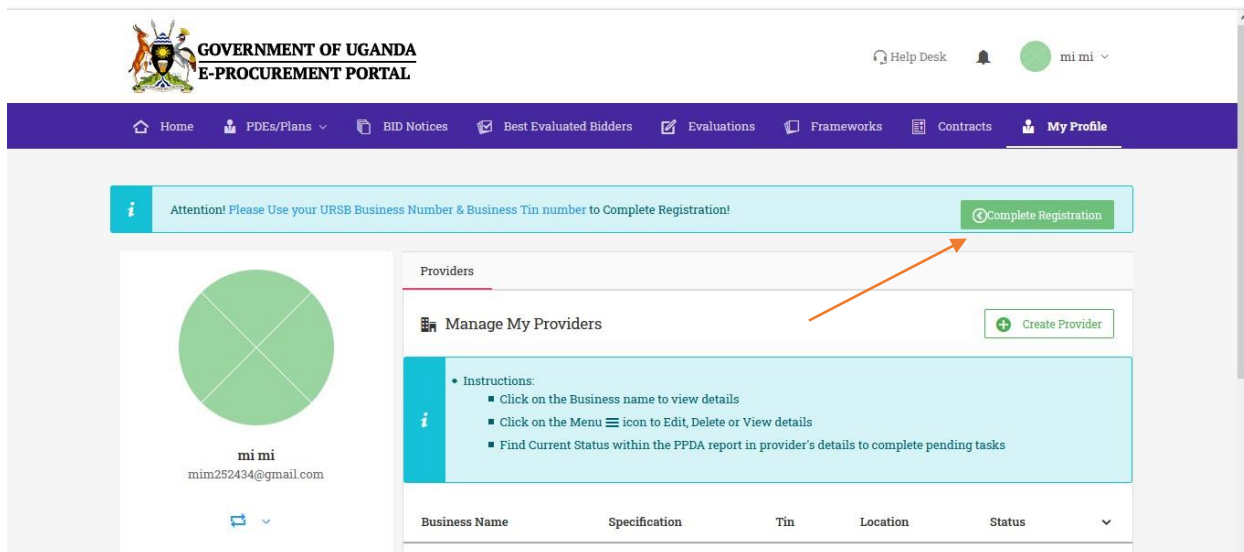 GOVERNMENT OF UGANDA
E-PROCUREMENT PORTAL
Help Desk
mi mi
Home
PDEs/Plans
BID Notices
Best Evaluated Bidders
Evaluations
Frameworks
Contracts
My Profile
Attention! Please Use your URSB Business Number & Business Tin number to Complete Registration!
Complete Registration
Providers
Manage My Providers
Create Provider
Instructions:
Click on the Business name to view details
Click on the Menu icon to Edit, Delete or View details
Find Current Status within the PPDA report in provider's details to complete pending tasks
mi mi
mim252434@gmail.com
Business Name
Specification
Tin
Location
Status